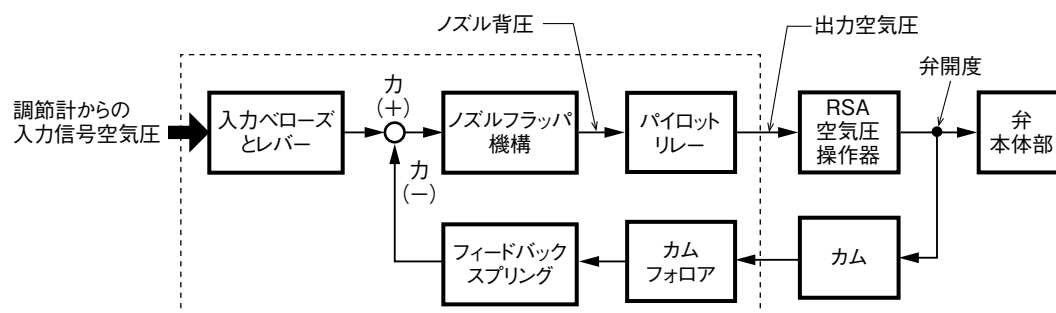 ノズル背圧
出力空気圧
弁開度
調節計からの
入力信号空気圧
入力ベローズ
とレバー
力
(+)
ノズルフラッパ
機構
パイロット
リレー
RSA
空気圧
操作器
弁
本体部
力
(−)
フィードバック
スプリング
カム
フォロア
カム